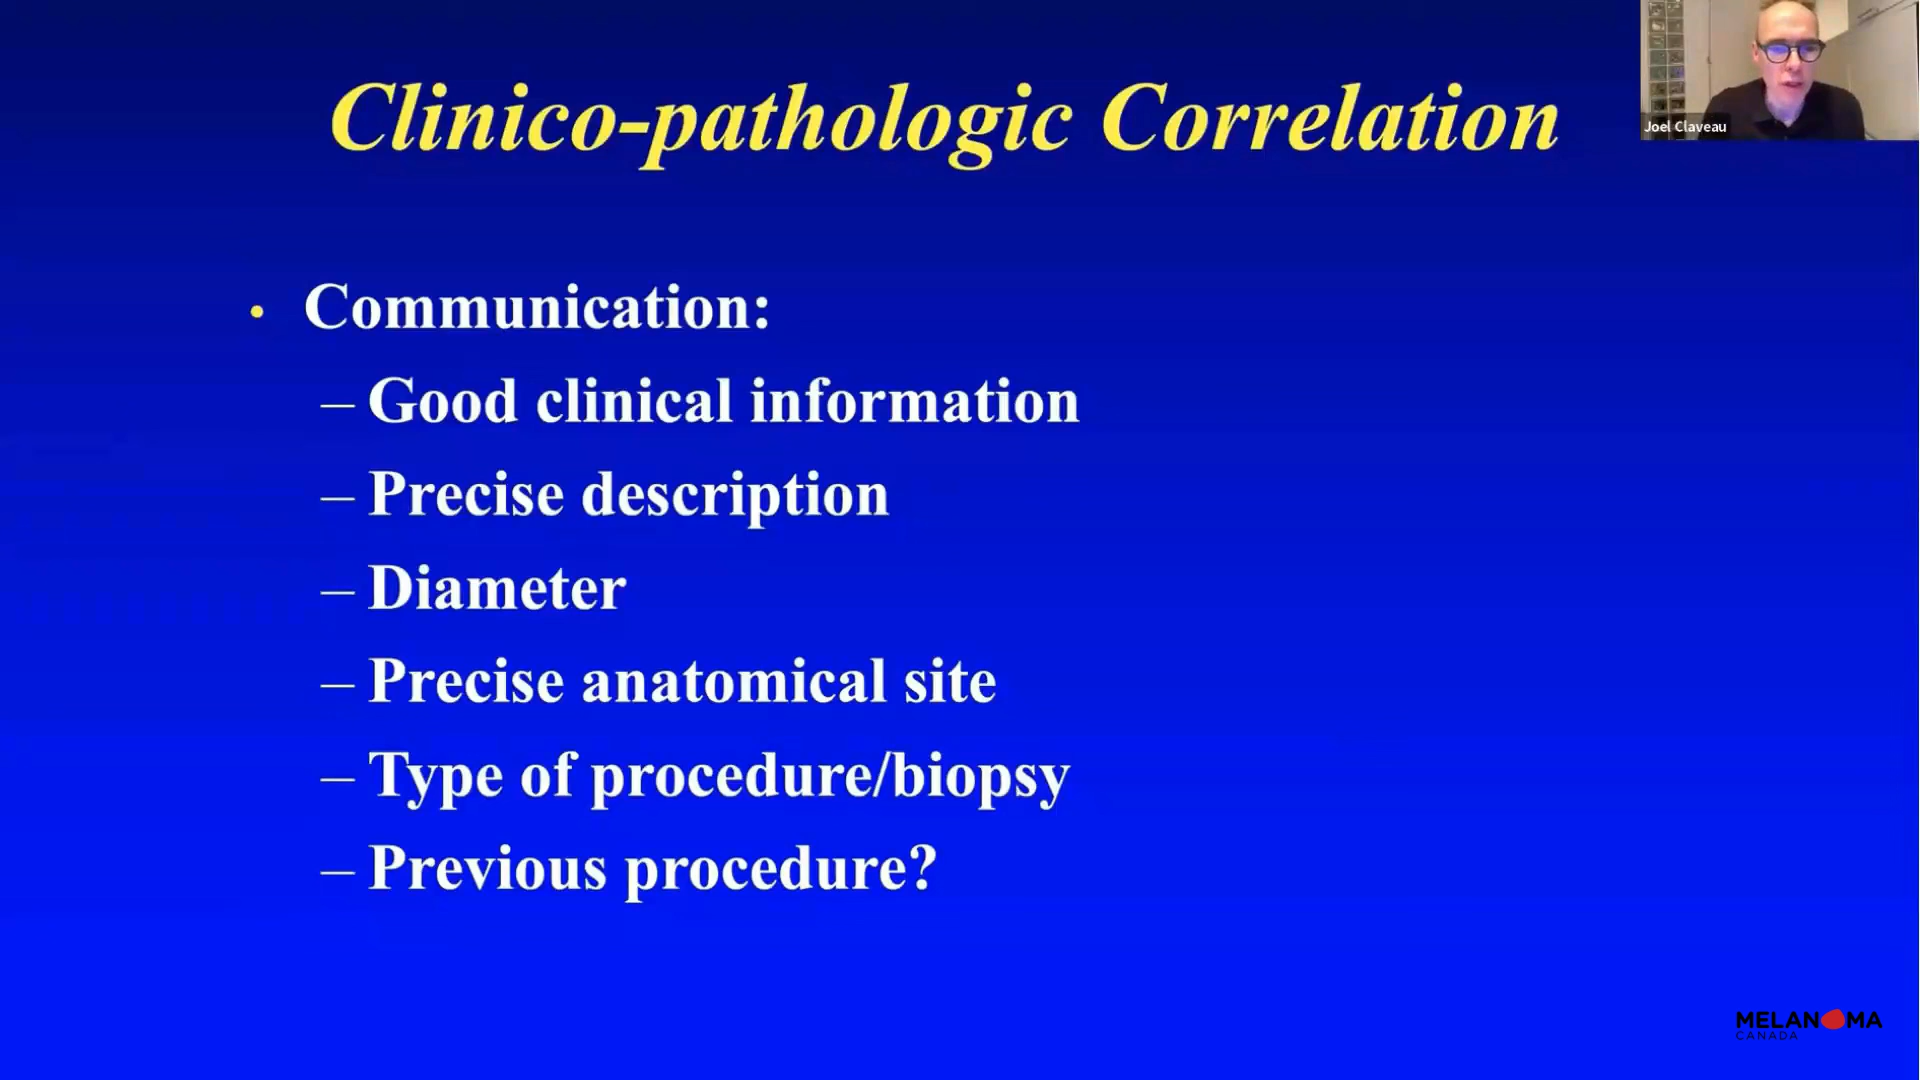 Clinico-pathologic Correlation
Joel Claveau
• Communication:
– Good clinical information
– Precise description
– Diameter
– Precise anatomical site
– Type of procedure/biopsy
– Previous procedure?
MELANOMA
CANADA